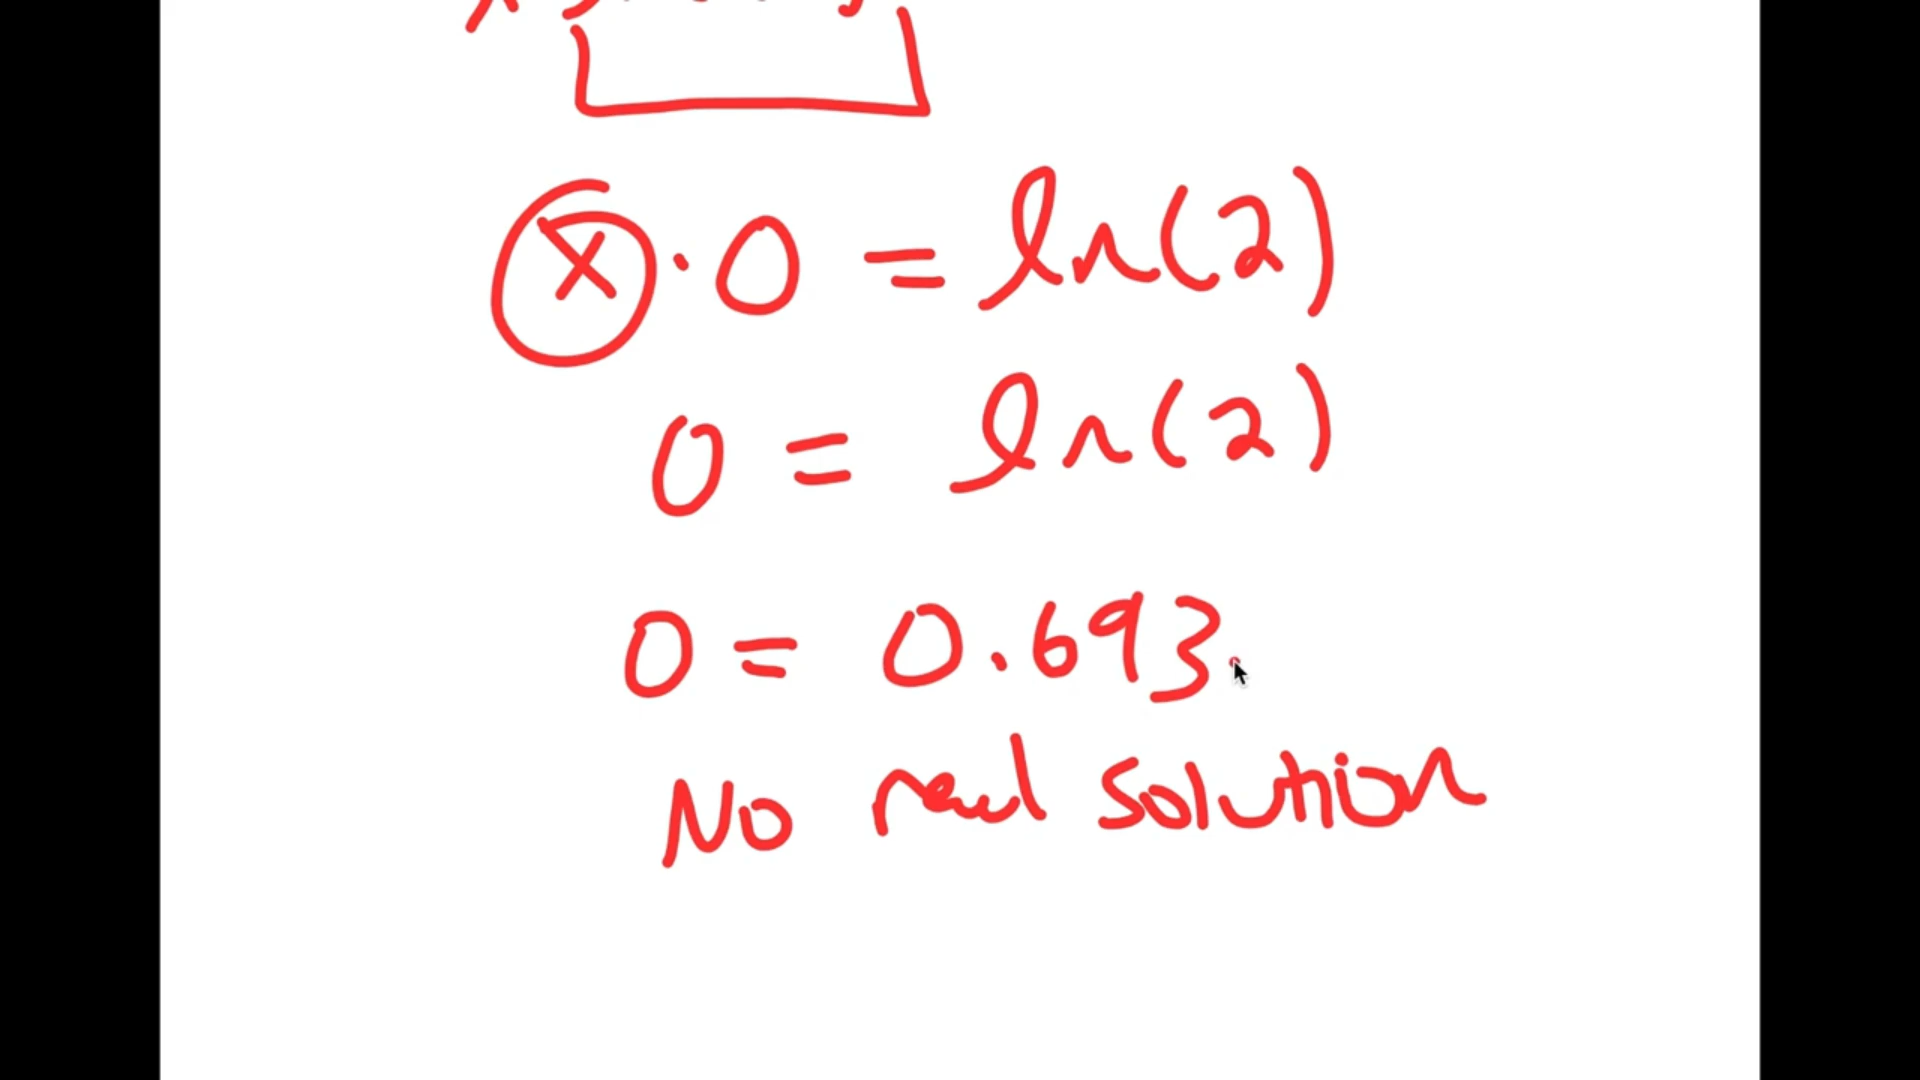 x · 0 = ln(2)
0 = ln(2)
0 = 0.693.
No real solution